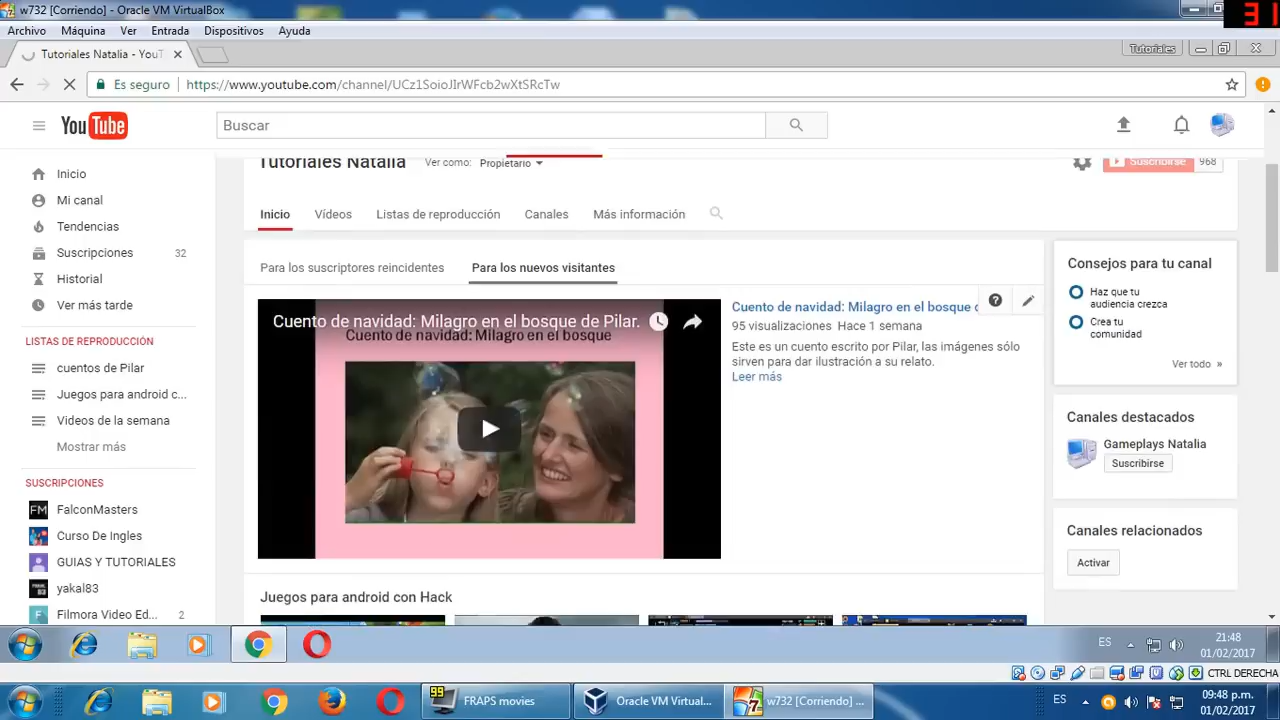 w732 [Corriendo] - Oracle VM VirtualBox
31
Archivo Máquina Ver Entrada Dispositivos Ayuda
Tutoriales Natalia - YouT
Tutoriales
Es seguro https://www.youtube.com/channel/UCz1SoioJIrWFcb2wXtSRcTw
YouTube
Buscar
Tutoriales Natalia Ver como: Propietario
Suscribirse 968
Inicio
Mi canal
Tendencias
Suscripciones 32
Historial
Ver más tarde
LISTAS DE REPRODUCCIÓN
cuentos de Pilar
Juegos para android c...
Videos de la semana
Mostrar más
SUSCRIPCIONES
FM FalconMasters
Curso De Ingles
GUIAS Y TUTORIALES
yakal83
F Filmora Video Ed... 2
Inicio Vídeos Listas de reproducción Canales Más información
Para los suscriptores reincidentes Para los nuevos visitantes
Cuento de navidad: Milagro en el bosque de Pilar.
Cuento de navidad: Milagro en el bosque
Cuento de navidad: Milagro en el bosque
95 visualizaciones Hace 1 semana
Este es un cuento escrito por Pilar, las imágenes sólo
sirven para dar ilustración a su relato.
Leer más
Juegos para android con Hack
Consejos para tu canal
Haz que tu
audiencia crezca
Crea tu
comunidad
Ver todo »
Canales destacados
Gameplays Natalia
Suscribirse
Canales relacionados
Activar
ES
21:48
01/02/2017
CTRL DERECHA
99 FRAPS movies
Oracle VM Virtual...
w732 [Corriendo] ...
ES
09:48 p.m.
01/02/2017